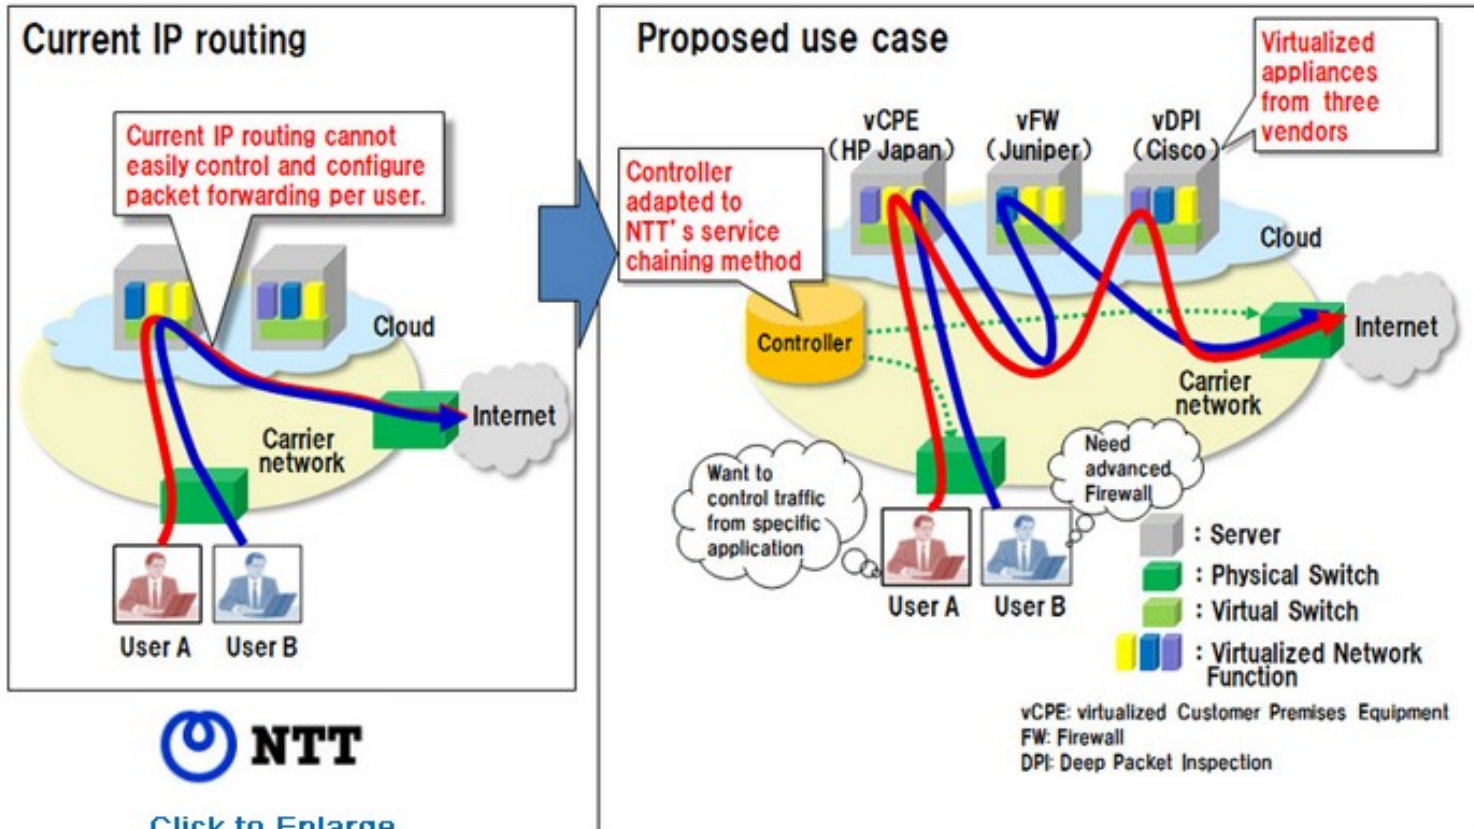 Current IP routing
Current IP routing cannot
easily control and configure
packet forwarding per user.
Cloud
Internet
Carrier
network
User A
User B
NTT
Click to Enlarge
Proposed use case
Virtualized
appliances
from three
vendors
vCPE
(HP Japan)
vFW
(Juniper)
vDPI
(Cisco)
Controller
adapted to
NTT's service
chaining method
Cloud
Controller
Internet
Carrier
network
Want to
control traffic
from specific
application
Need
advanced
Firewall
User A
User B
: Server
: Physical Switch
: Virtual Switch
: Virtualized Network
Function
vCPE: virtualized Customer Premises Equipment
FW: Firewall
DPI: Deep Packet Inspection